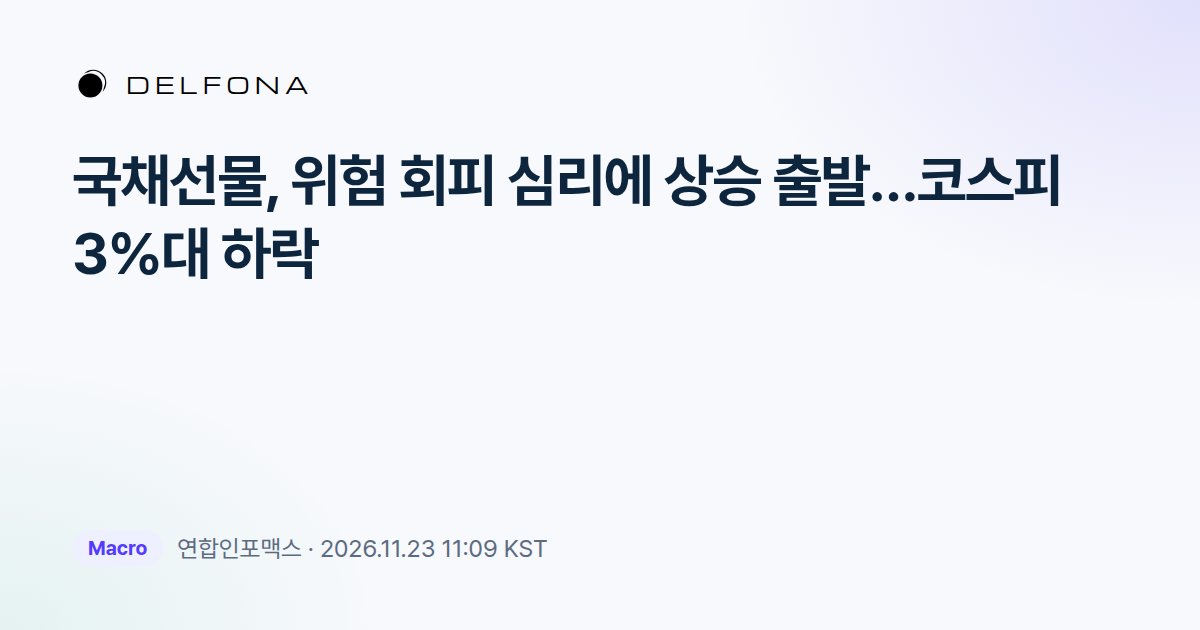 DELFONA
국채선물, 위험 회피 심리에 상승 출발…코스피
3%대 하락
Macro 연합인포맥스 · 2026.11.23 11:09 KST